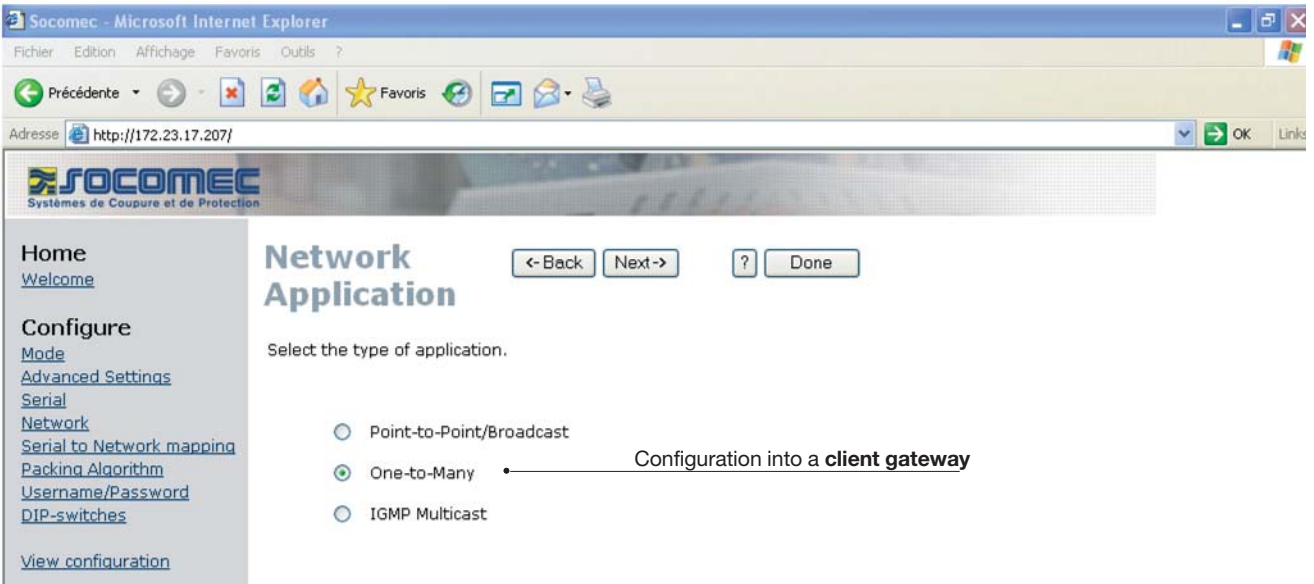 Socomec - Microsoft Internet Explorer
Fichier Edition Affichage Favoris Outils ?
Précédente Favoris
Adresse http://172.23.17.207/ OK Links
SOCOMEC
Systèmes de Coupure et de Protection
Home
Welcome
Configure
Mode
Advanced Settings
Serial
Network
Serial to Network mapping
Packing Algorithm
Username/Password
DIP-switches
View configuration
Network
Application
<-Back Next-> ? Done
Select the type of application.
Point-to-Point/Broadcast
One-to-Many
Configuration into a client gateway
IGMP Multicast